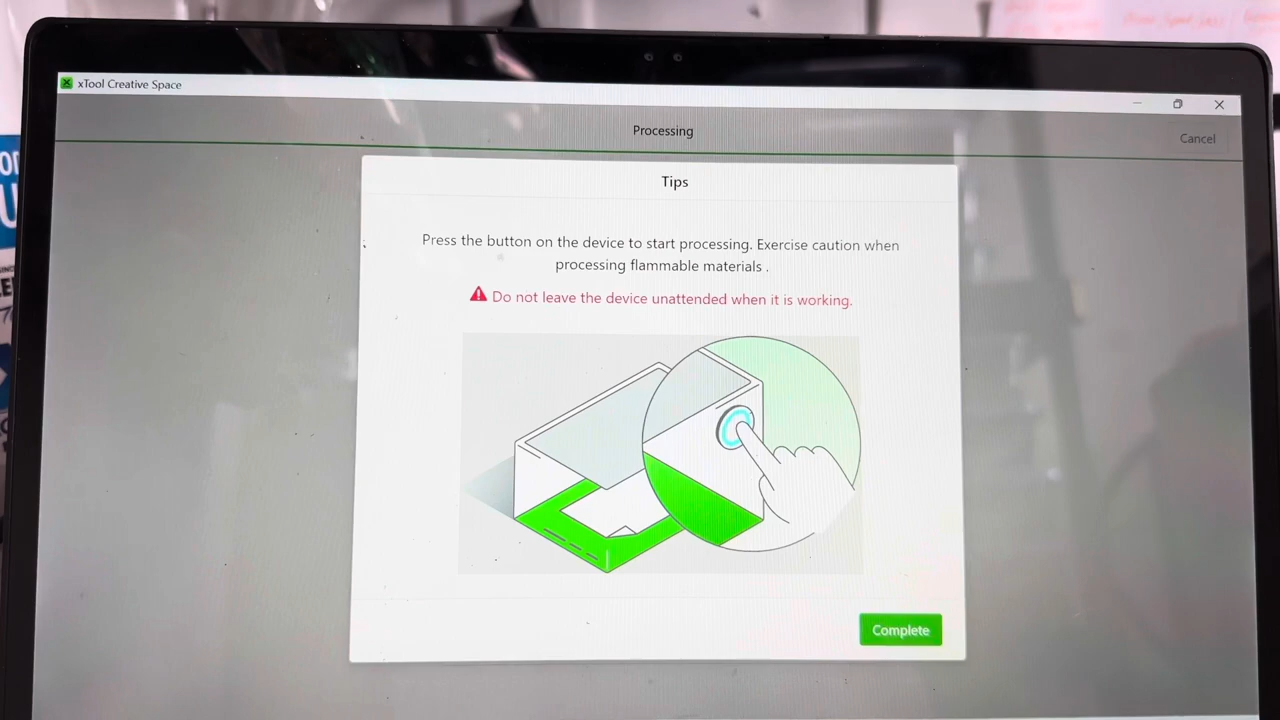 xTool Creative Space
Processing
Cancel
Tips
Press the button on the device to start processing. Exercise caution when
processing flammable materials .
Do not leave the device unattended when it is working.
Complete